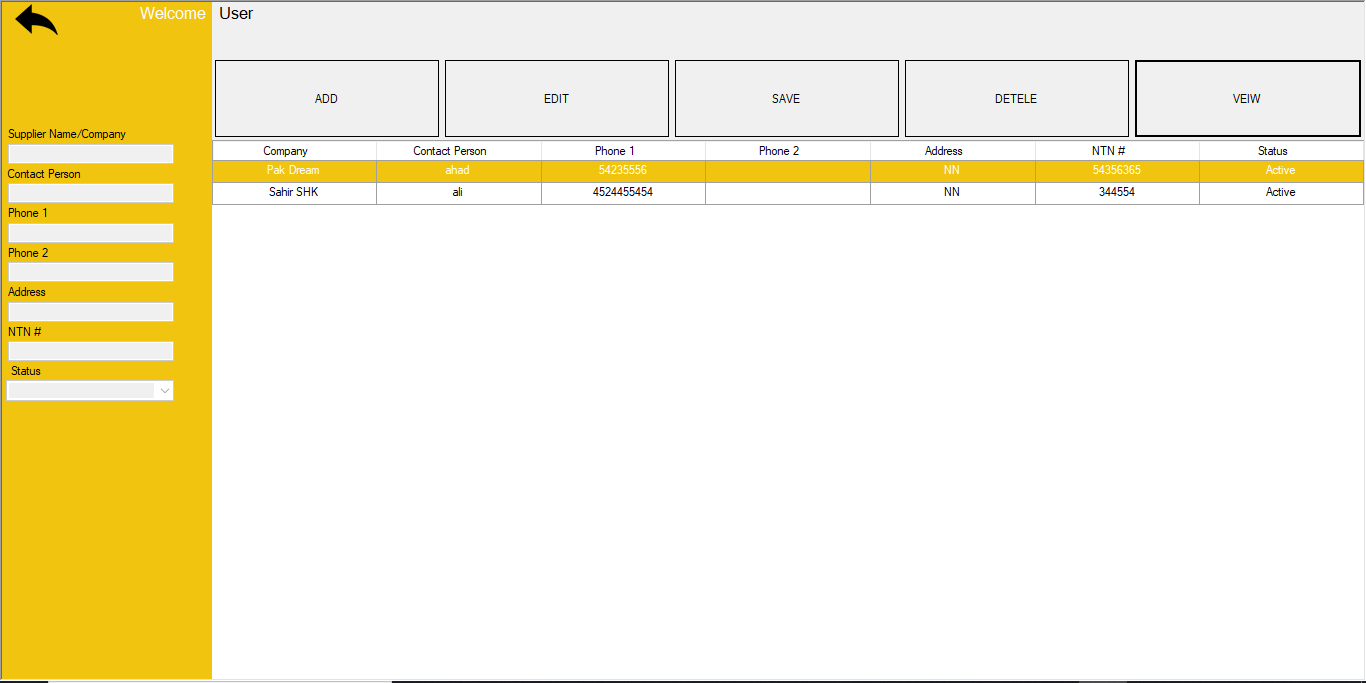 Welcome User
ADD EDIT SAVE DETELE VEIW
Supplier Name/Company
Contact Person
Phone 1
Phone 2
Address
NTN #
Status
Company Contact Person Phone 1 Phone 2 Address NTN # Status
Pak Dream ahad 54235556 NN 54356365 Active
Sahir SHK ali 4524455454 NN 344554 Active